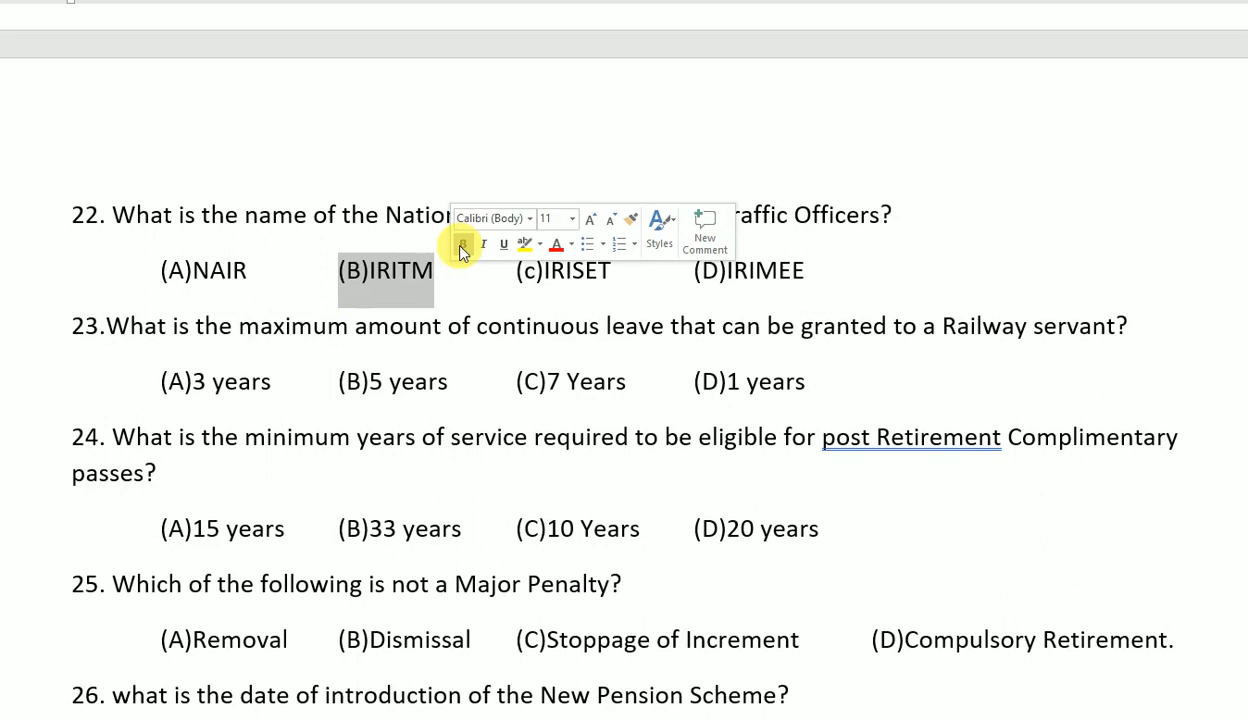 22. What is the name of the Natio raffic Officers?
Calibri (Body) 11
Styles
New
Comment
B I U ab A
(A)NAIR (B)IRITM (c)IRISET (D)IRIMEE
23.What is the maximum amount of continuous leave that can be granted to a Railway servant?
(A)3 years (B)5 years (C)7 Years (D)1 years
24. What is the minimum years of service required to be eligible for post Retirement Complimentary
passes?
(A)15 years (B)33 years (C)10 Years (D)20 years
25. Which of the following is not a Major Penalty?
(A)Removal (B)Dismissal (C)Stoppage of Increment (D)Compulsory Retirement.
26. what is the date of introduction of the New Pension Scheme?